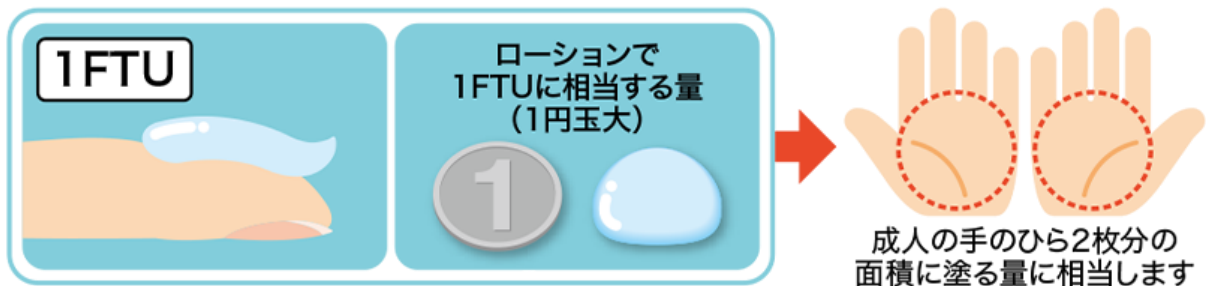 1FTU
ローションで
1FTUに相当する量
(1円玉大)
1
成人の手のひら2枚分の
面積に塗る量に相当します